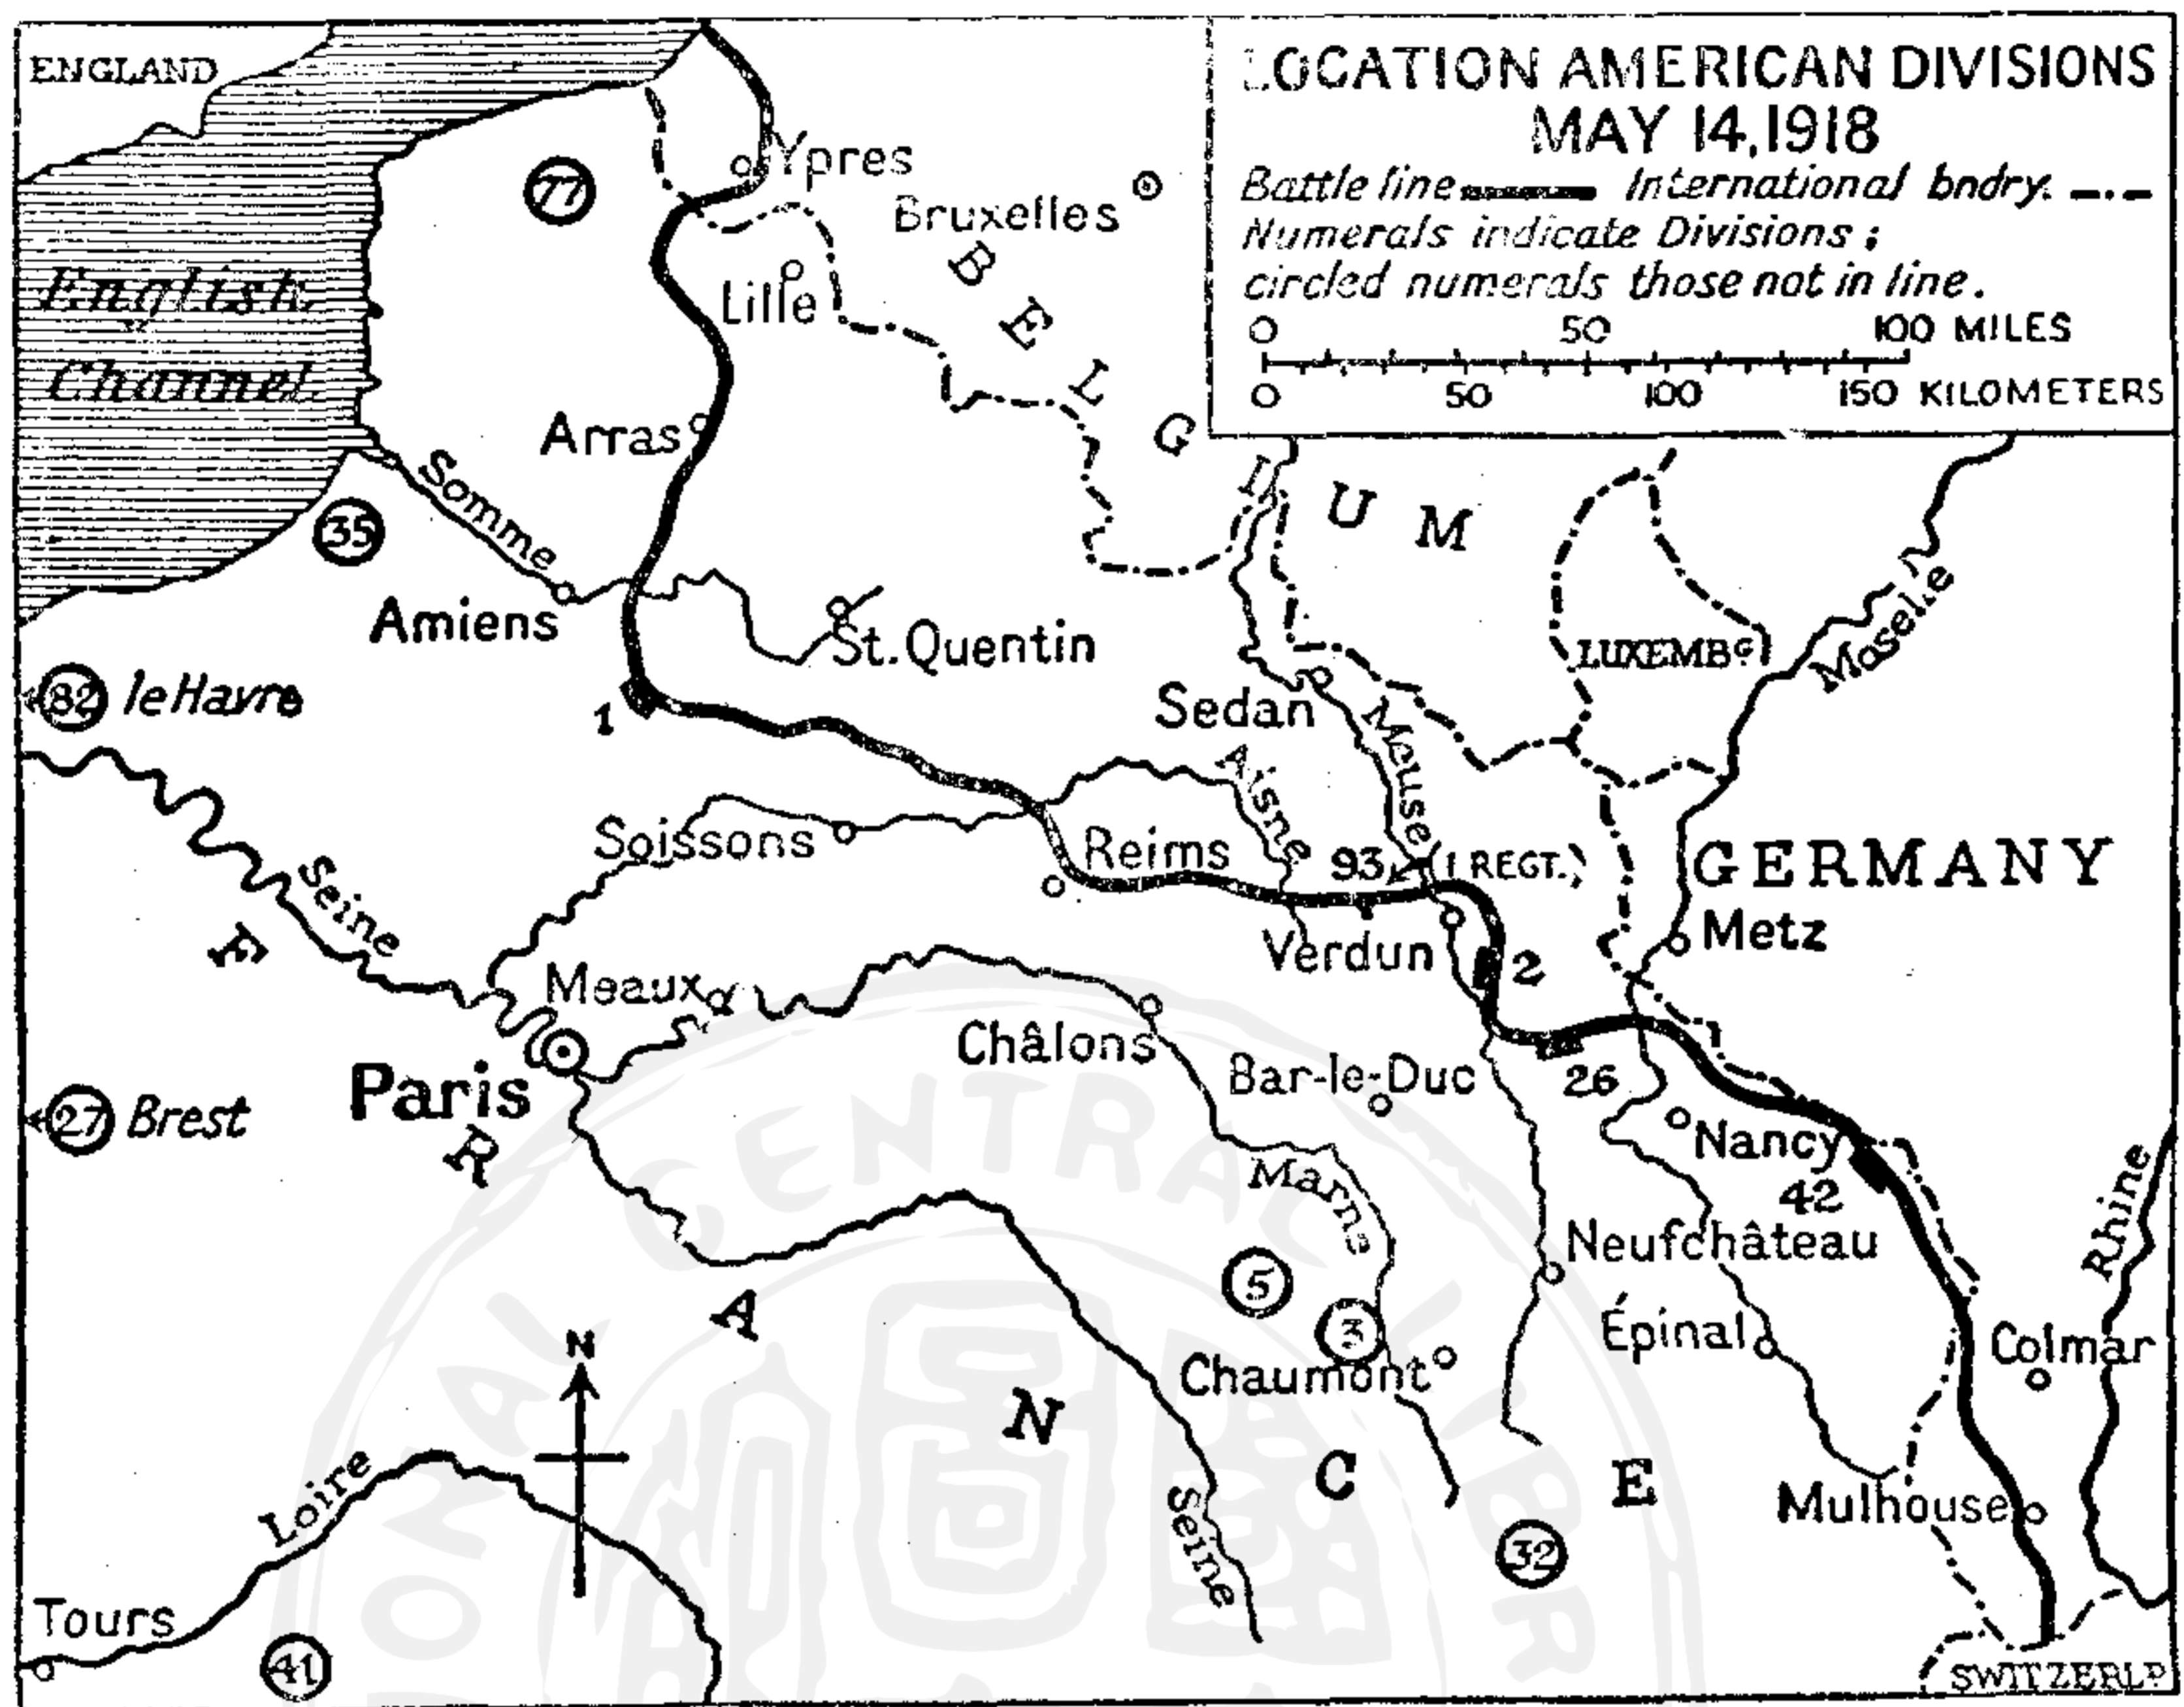 ENGLAND
LOCATION AMERICAN DIVISIONS
MAY 14, 1918
Battle line International bndry.
Numerals indicate Divisions;
circled numerals those not in line.
0 50 100 MILES
0 50 100 150 KILOMETERS
English
Channel
77
Ypres
Bruxelles
Lille
BELGIUM
Arras
Somme
35
Amiens
St. Quentin
LUXEMBG
Moselle
82 le Havre
1
Sedan
Meuse
Aisne
Soissons
Reims
93 (1 REGT.)
GERMANY
Metz
Seine
Verdun
2
Meaux
Paris
Châlons
Bar-le-Duc
26
27 Brest
Nancy
42
Marne
Neufchâteau
Rhine
5
3
Épinal
Colmar
Chaumont
FRANCE
N
Loire
Seine
Mulhouse
32
Tours
41
SWITZERLD
CENTRAL LIBR